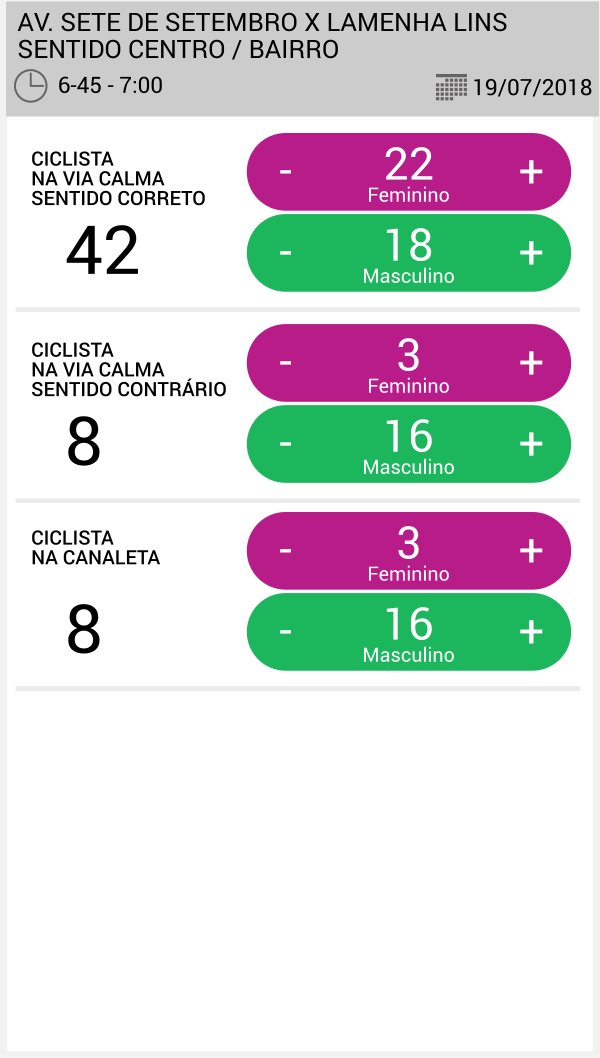 AV. SETE DE SETEMBRO X LAMENHA LINS
SENTIDO CENTRO / BAIRRO
6-45 - 7:00
19/07/2018
CICLISTA
NA VIA CALMA
SENTIDO CORRETO
42
- 22 +
Feminino
- 18 +
Masculino
CICLISTA
NA VIA CALMA
SENTIDO CONTRÁRIO
8
- 3 +
Feminino
- 16 +
Masculino
CICLISTA
NA CANALETA
8
- 3 +
Feminino
- 16 +
Masculino